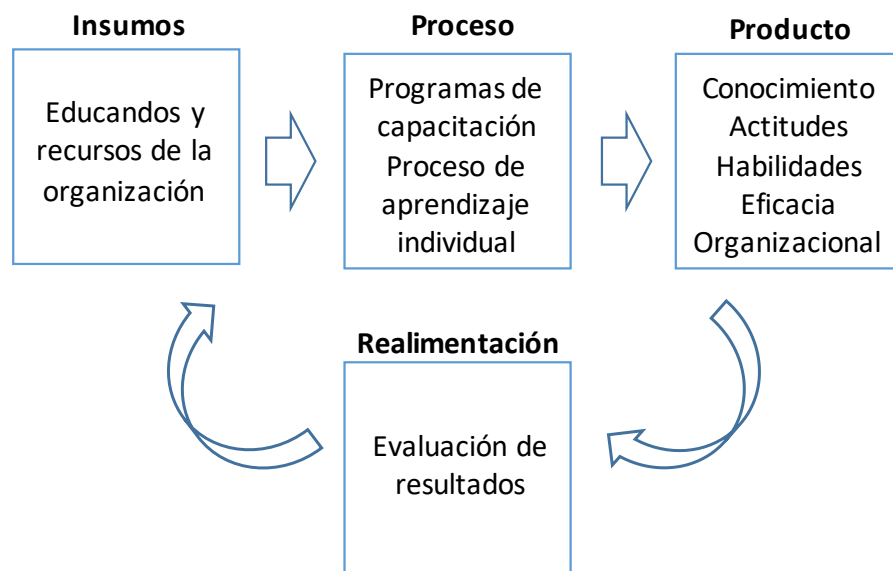 Insumos
Educandos y
recursos de la
organización
Proceso
Programas de
capacitación
Proceso de
aprendizaje
individual
Producto
Conocimiento
Actitudes
Habilidades
Eficacia
Organizacional
Realimentación
Evaluación de
resultados